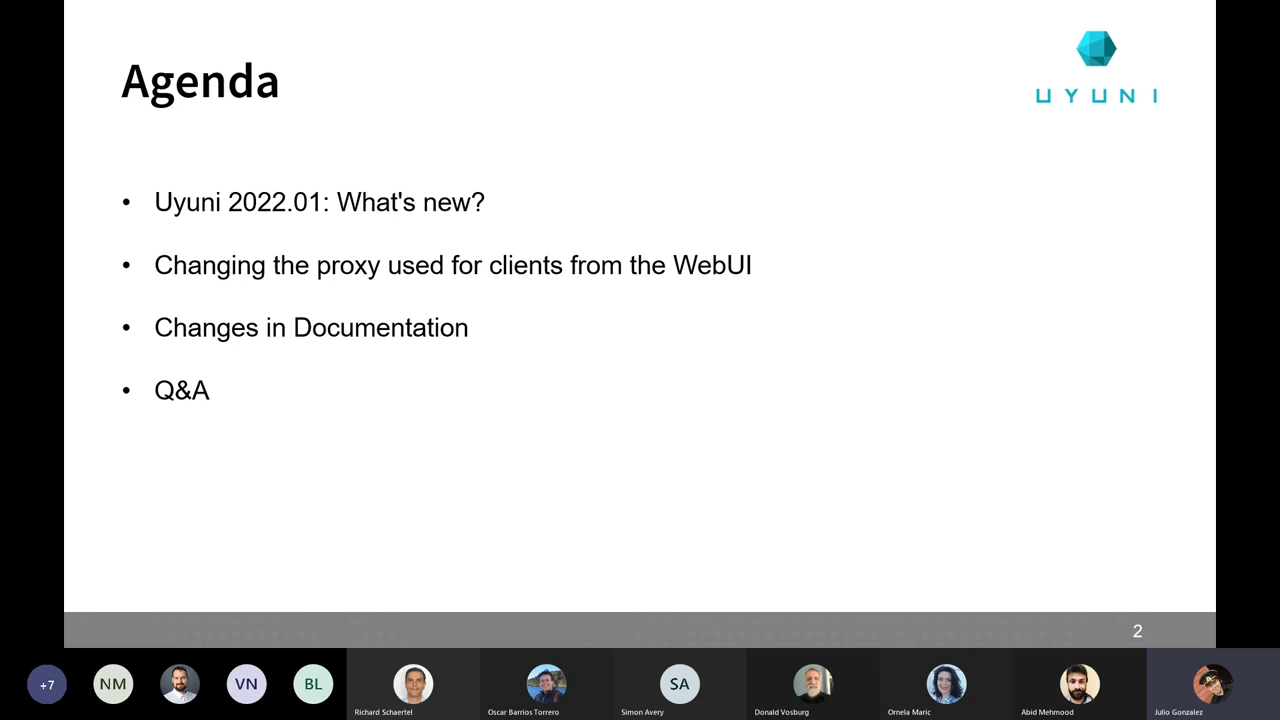 Agenda
UYUNI
• Uyuni 2022.01: What's new?
• Changing the proxy used for clients from the WebUI
• Changes in Documentation
• Q&A
2
+7
NM
VN
BL
SA
Richard Schaertel
Oscar Barrios Torrero
Simon Avery
Donald Vosburg
Ornela Maric
Abid Mehmood
Julio Gonzalez